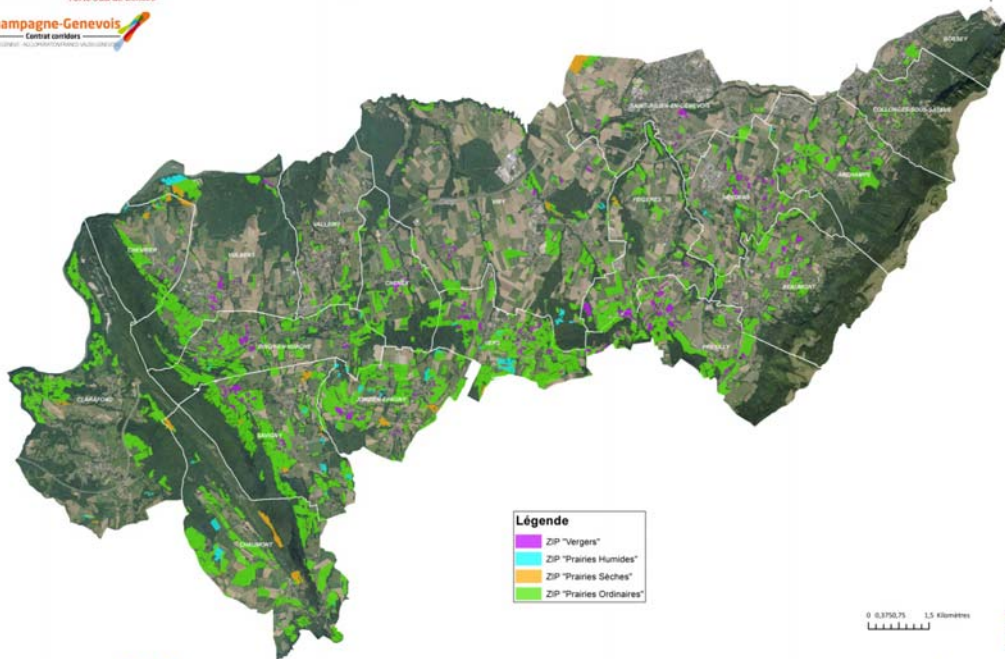 ampagne-Genevois
Contrat corridors
BOSSEY
SAINT-JULIEN-EN-GENEVOIS
COLLONGES-SOUS-SALEVE
ARCHAMPS
VIRY
FEIGERES
NEYDENS
VALLEIRY
CHEVRIER
VULBENS
CHENEX
BEAUMONT
DINGY-EN-VUACHE
VERS
PRESILLY
CLARAFOND
JONZIER-EPAGNY
SAVIGNY
CHAUMONT
Légende
ZIP "Vergers"
ZIP "Prairies Humides"
ZIP "Prairies Sèches"
ZIP "Prairies Ordinaires"
0 0,3750,75 1,5 Kilomètres